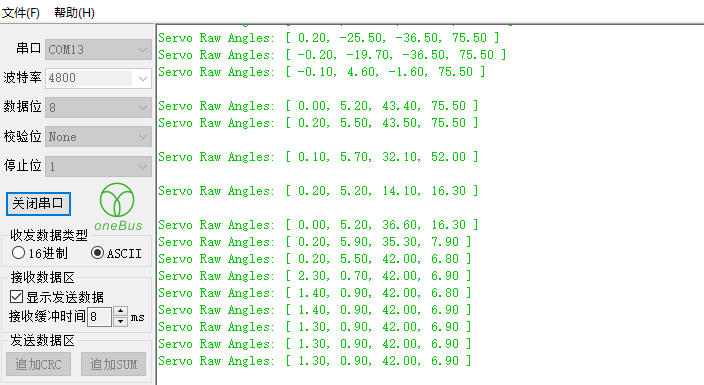 文件(F) 帮助(H)
串口 COM13
波特率 4800
数据位 8
校验位 None
停止位 1
关闭串口
oneBus
收发数据类型
16进制 ASCII
接收数据区
显示发送数据
接收缓冲时间 8 ms
发送数据区
追加CRC 追加SUM
Servo Raw Angles: [ 0.20, -25.50, -36.50, 75.50 ]
Servo Raw Angles: [ -0.20, -19.70, -36.50, 75.50 ]
Servo Raw Angles: [ -0.10, 4.60, -1.60, 75.50 ]
Servo Raw Angles: [ 0.00, 5.20, 43.40, 75.50 ]
Servo Raw Angles: [ 0.20, 5.50, 43.50, 75.50 ]
Servo Raw Angles: [ 0.10, 5.70, 32.10, 52.00 ]
Servo Raw Angles: [ 0.20, 5.20, 14.10, 16.30 ]
Servo Raw Angles: [ 0.00, 5.20, 36.60, 16.30 ]
Servo Raw Angles: [ 0.20, 5.90, 35.30, 7.90 ]
Servo Raw Angles: [ 0.20, 5.50, 42.00, 6.80 ]
Servo Raw Angles: [ 2.30, 0.70, 42.00, 6.90 ]
Servo Raw Angles: [ 1.40, 0.90, 42.00, 6.80 ]
Servo Raw Angles: [ 1.40, 0.90, 42.00, 6.90 ]
Servo Raw Angles: [ 1.30, 0.90, 42.00, 6.90 ]
Servo Raw Angles: [ 1.30, 0.90, 42.00, 6.90 ]
Servo Raw Angles: [ 1.30, 0.90, 42.00, 6.90 ]